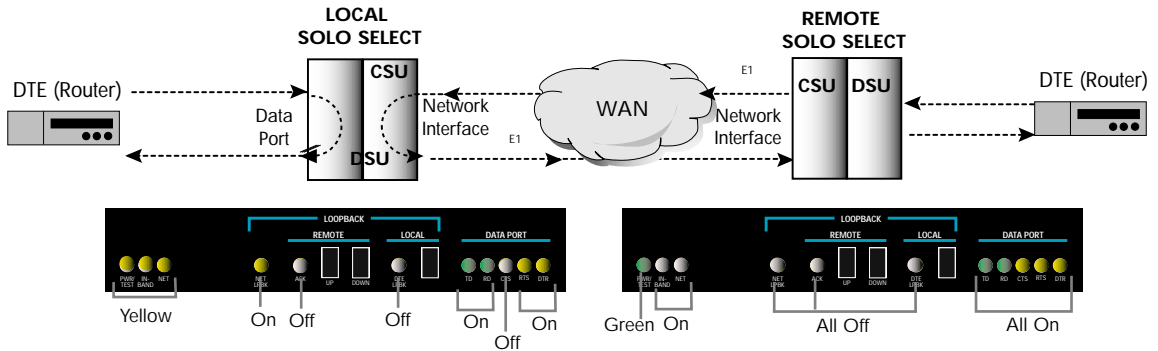 LOCAL
SOLO SELECT
REMOTE
SOLO SELECT
DTE (Router)
CSU
DSU
Data
Port
Network
Interface
E1
WAN
E1
Network
Interface
CSU
DSU
DTE (Router)
LOOPBACK
REMOTE
LOCAL
DATA PORT
PWR/
TEST
IN-
BAND
NET
NET
LPBK
ACK
UP
DOWN
DTE
LPBK
TD
RD
CTS
RTS
DTR
Yellow
On
Off
Off
On
Off
On
LOOPBACK
REMOTE
LOCAL
DATA PORT
PWR/
TEST
IN-
BAND
NET
NET
LPBK
ACK
UP
DOWN
DTE
LPBK
TD
RD
CTS
RTS
DTR
Green
On
All Off
All On